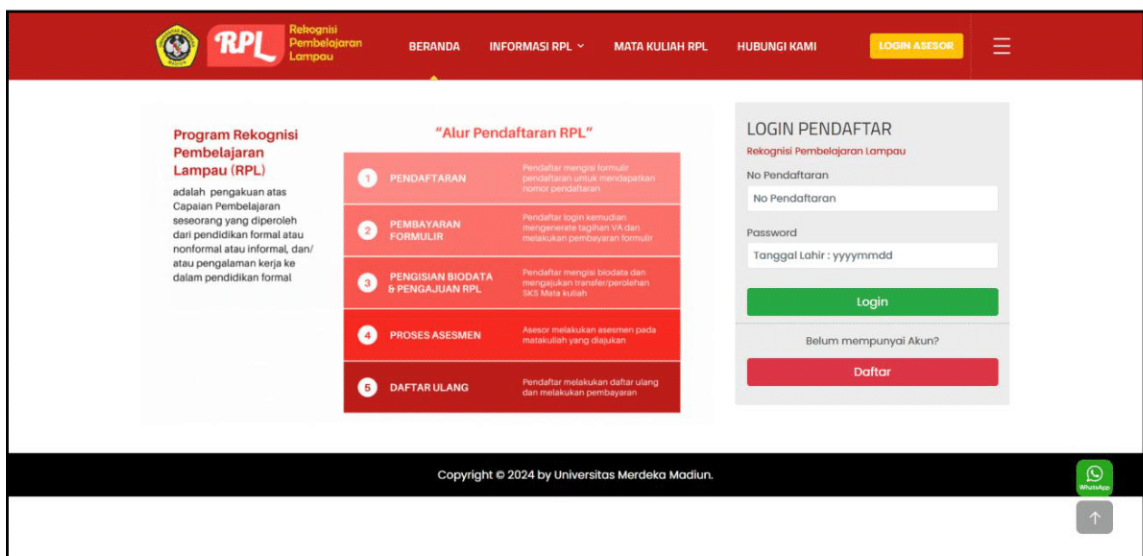 RPL
Rekognisi
Pembelajaran
Lampau
BERANDA
INFORMASI RPL
MATA KULIAH RPL
HUBUNGI KAMI
LOGIN ASESOR
Program Rekognisi
Pembelajaran
Lampau (RPL)
adalah pengakuan atas
Capaian Pembelajaran
seseorang yang diperoleh
dari pendidikan formal atau
nonformal atau informal, dan/
atau pengalaman kerja ke
dalam pendidikan formal
"Alur Pendaftaran RPL"
1
PENDAFTARAN
Pendaftar mengisi formulir
pendaftaran untuk mendapatkan
nomor pendaftaran
2
PEMBAYARAN
FORMULIR
Pendaftar login kemudian
mengenerate tagihan VA dan
melakukan pembayaran formulir
3
PENGISIAN BIODATA
& PENGAJUAN RPL
Pendaftar mengisi biodata dan
mengajukan transfer/perolehan
SKS Mata kuliah
4
PROSES ASESMEN
Asesor melakukan asesmen pada
matakuliah yang diajukan
5
DAFTAR ULANG
Pendaftar melakukan daftar ulang
dan melakukan pembayaran
LOGIN PENDAFTAR
Rekognisi Pembelajaran Lampau
No Pendaftaran
No Pendaftaran
Password
Tanggal Lahir : yyyymmdd
Login
Belum mempunyai Akun?
Daftar
Copyright © 2024 by Universitas Merdeka Madiun.
WhatsApp